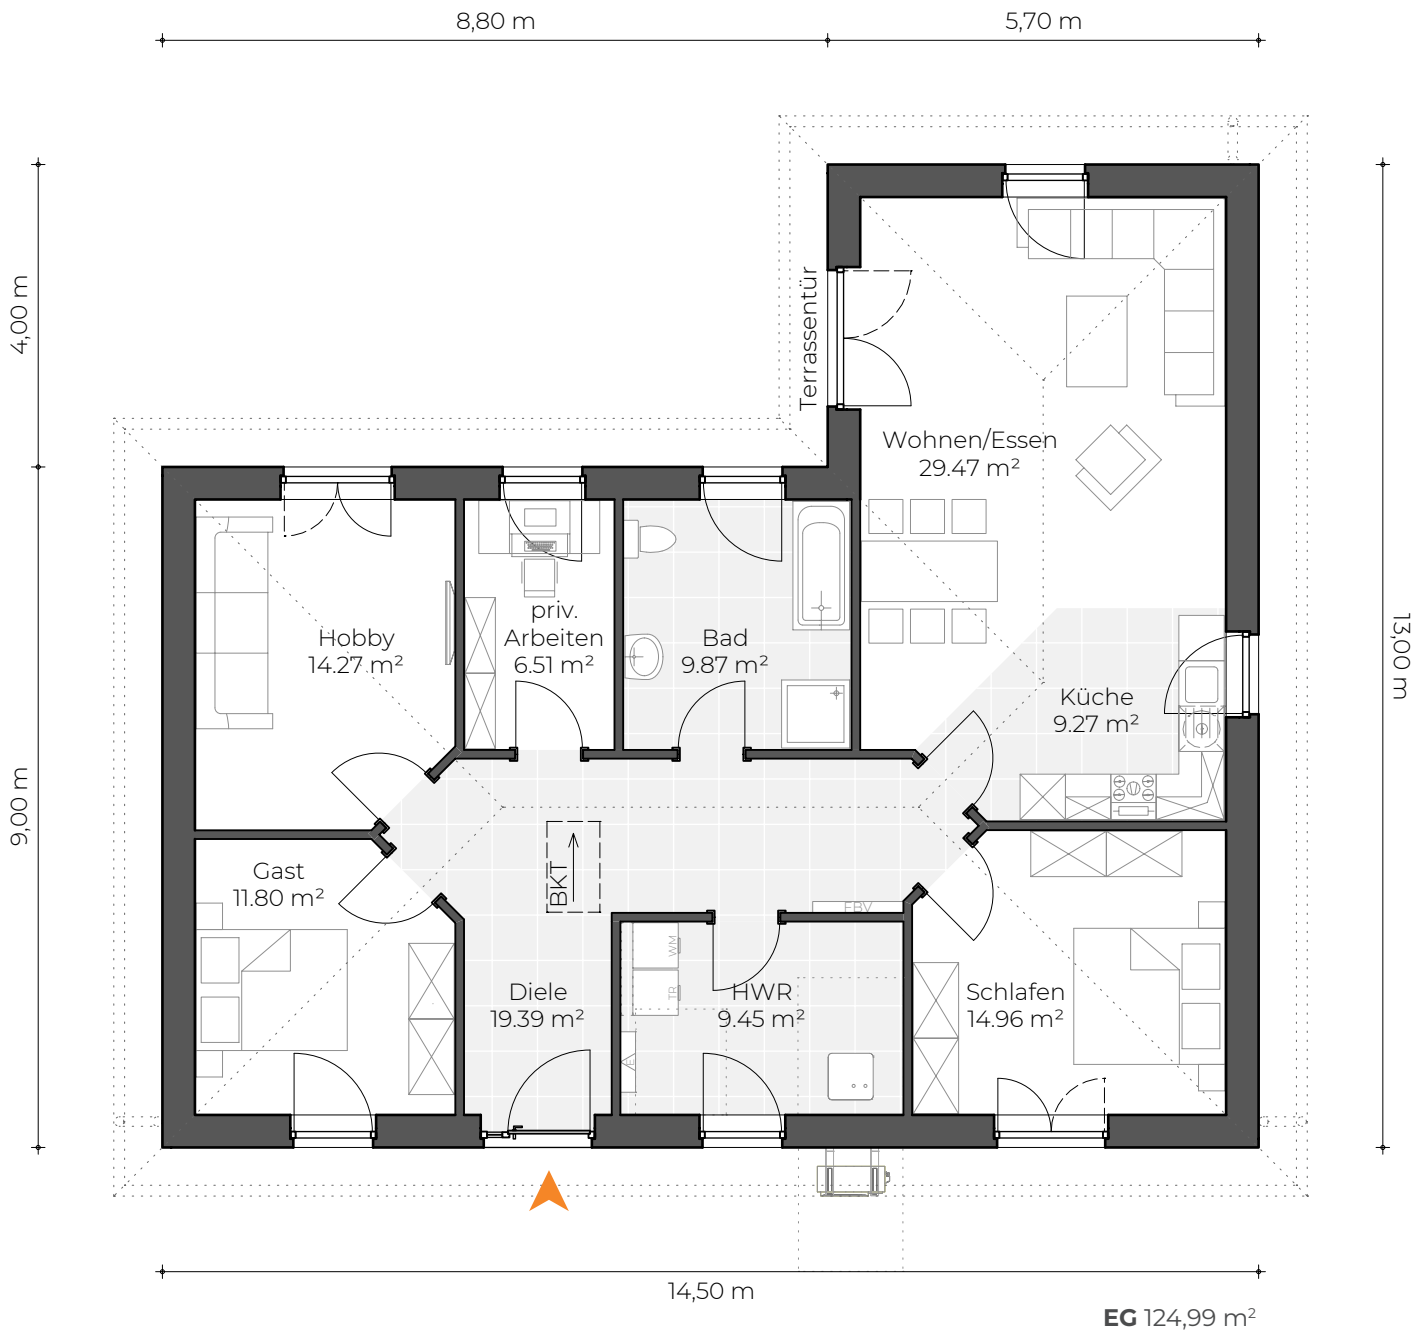 8,80 m
5,70 m
4,00 m
Terrassentür
Wohnen/Essen
29.47 m²
Hobby
14.27 m²
priv.
Arbeiten
6.51 m²
Bad
9.87 m²
Küche
9.27 m²
13,00 m
9,00 m
Gast
11.80 m²
BKT
FBV
WM
TR
E
Diele
19.39 m²
HWR
9.45 m²
Schlafen
14.96 m²
14,50 m
EG 124,99 m²